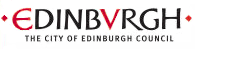 ·EDINBVRGH·
THE CITY OF EDINBURGH COUNCIL